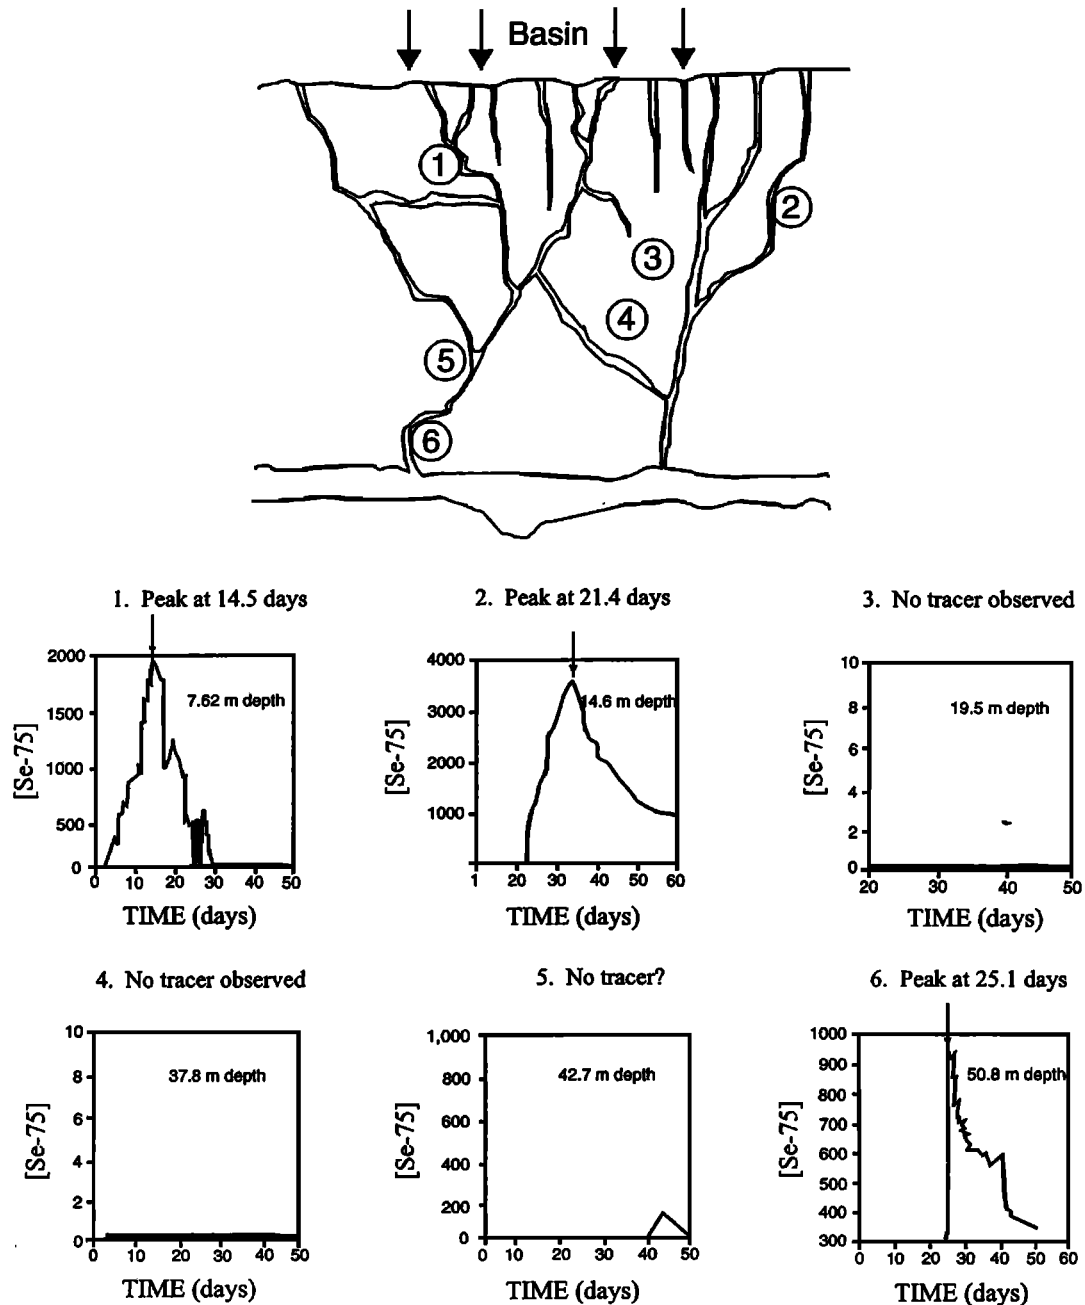 Basin
1
2
3
4
5
6
1. Peak at 14.5 days
2. Peak at 21.4 days
3. No tracer observed
2000
1500
1000
500
0
[Se-75]
7.62 m depth
0 10 20 30 40 50
TIME (days)
4000
3000
2000
1000
[Se-75]
14.6 m depth
1 20 30 40 50 60
TIME (days)
10
8
6
4
2
0
[Se-75]
19.5 m depth
20 30 40 50
TIME (days)
4. No tracer observed
5. No tracer?
6. Peak at 25.1 days
10
8
6
4
2
0
[Se-75]
37.8 m depth
0 10 20 30 40 50
TIME (days)
1,000
800
600
400
200
0
[Se-75]
42.7 m depth
0 10 20 30 40 50
TIME (days)
1000
900
800
700
600
500
400
300
[Se-75]
50.8 m depth
0 10 20 30 40 50 60
TIME (days)